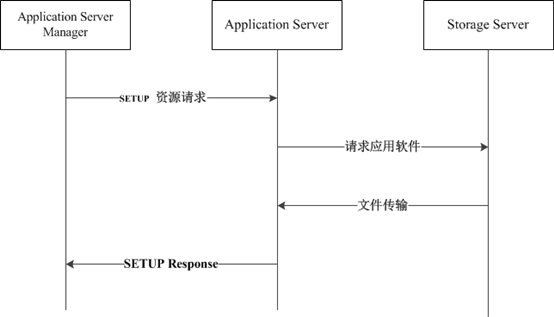 Application Server
Manager
Application Server
Storage Server
SETUP 资源请求
请求应用软件
文件传输
SETUP Response